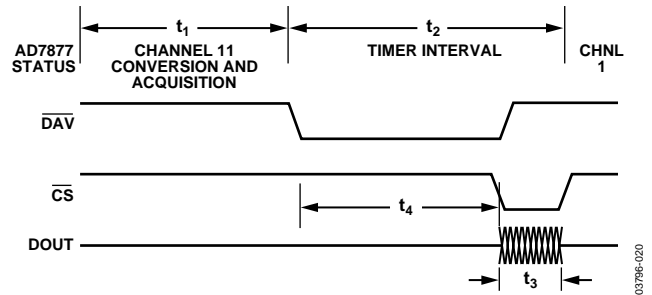 t1
t2
AD7877
STATUS
CHANNEL 11
CONVERSION AND
ACQUISITION
TIMER INTERVAL
CHNL
1
DAV
CS
t4
DOUT
t3
03796-020